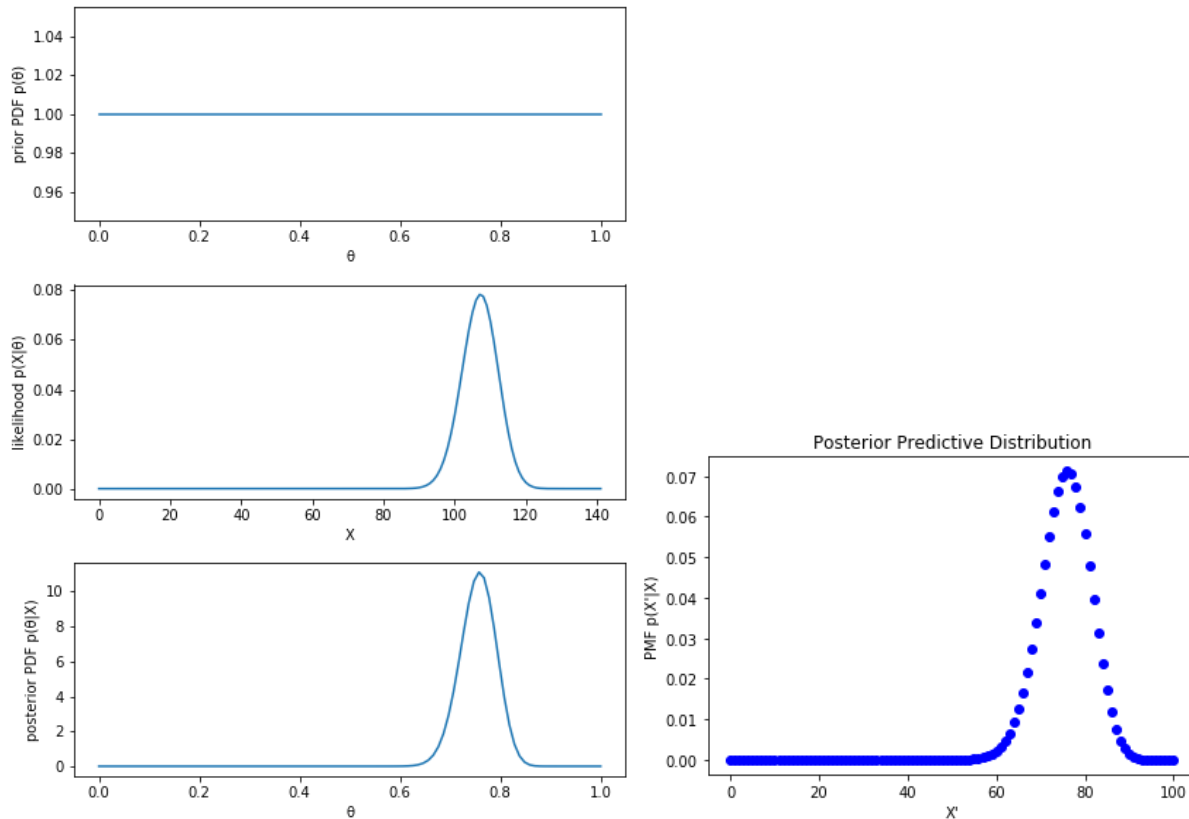 prior PDF p(θ)
1.04
1.02
1.00
0.98
0.96
0.0 0.2 0.4 0.6 0.8 1.0
θ
likelihood p(X|θ)
0.08
0.06
0.04
0.02
0.00
0 20 40 60 80 100 120 140
X
posterior PDF p(θ|X)
10
8
6
4
2
0
0.0 0.2 0.4 0.6 0.8 1.0
θ
Posterior Predictive Distribution
PMF p(X'|X)
0.07
0.06
0.05
0.04
0.03
0.02
0.01
0.00
0 20 40 60 80 100
X'